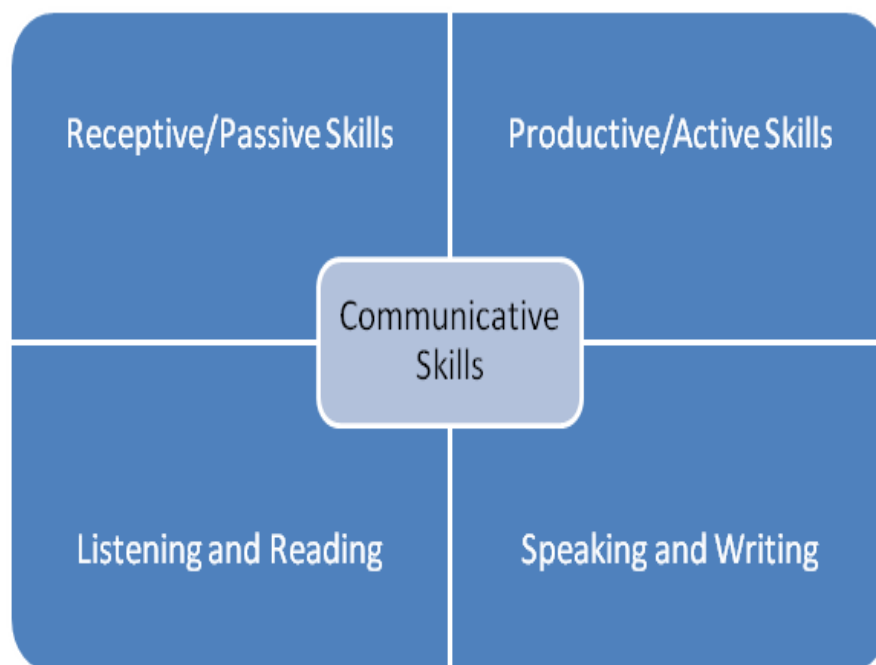 Receptive/Passive Skills
Productive/Active Skills
Communicative
Skills
Listening and Reading
Speaking and Writing